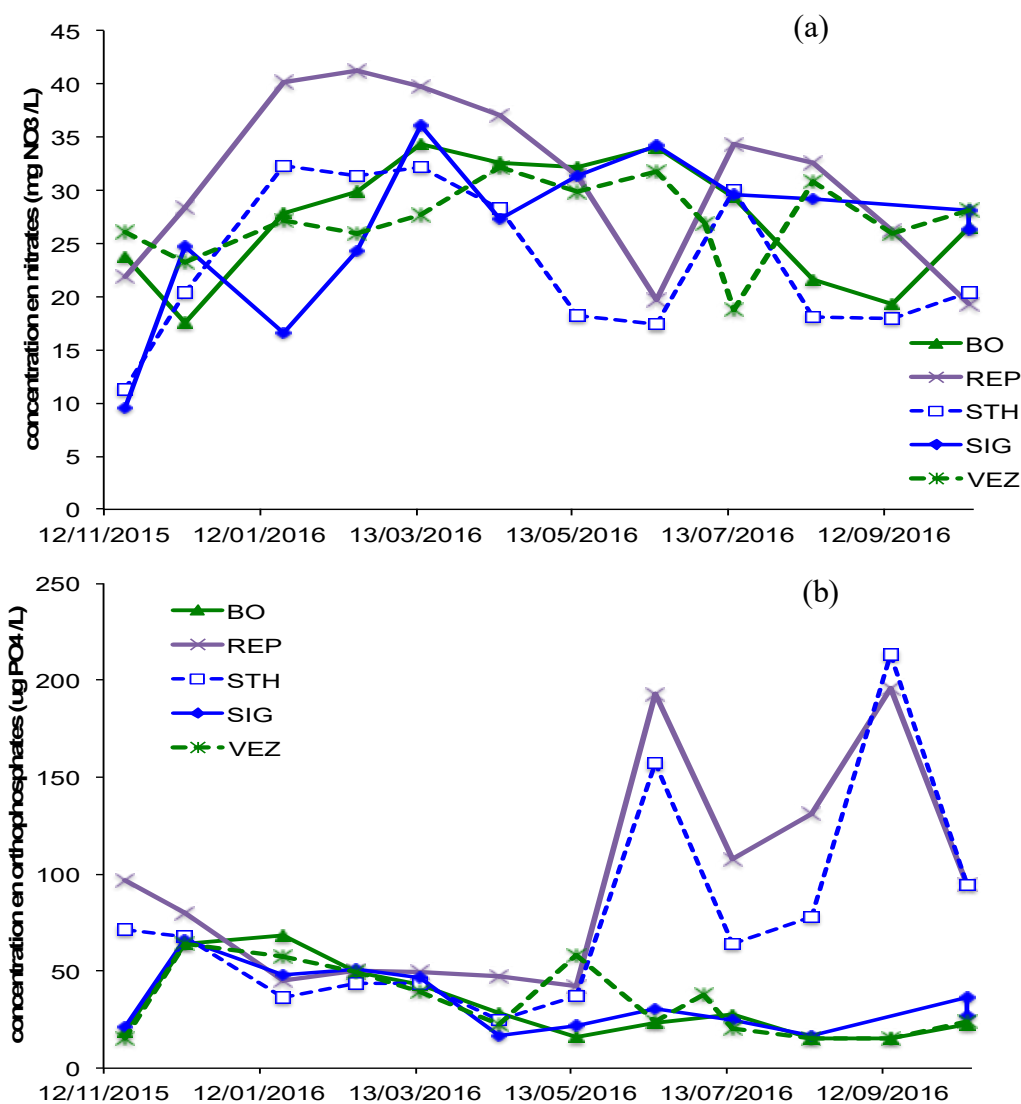 (a)
concentration en nitrates (mg NO3 /L)
45
40
35
30
25
20
15
10
5
0
12/11/2015 12/01/2016 13/03/2016 13/05/2016 13/07/2016 12/09/2016
BO
REP
STH
SIG
VEZ
(b)
concentration en orthophosphates (ug PO4 /L)
250
200
150
100
50
0
BO
REP
STH
SIG
VEZ
12/11/2015 12/01/2016 13/03/2016 13/05/2016 13/07/2016 12/09/2016